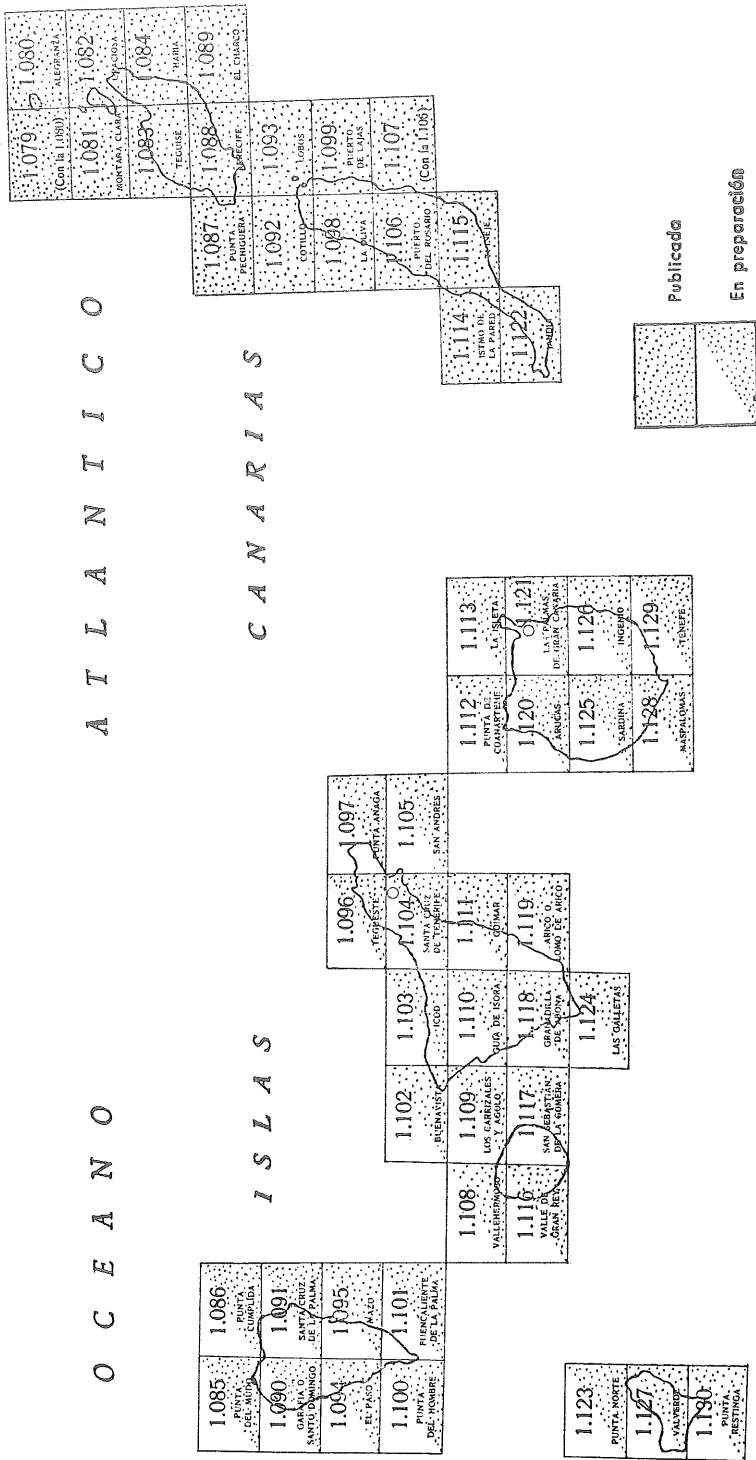 OCEANO ATLANTICO
ISLAS CANARIAS
1.079
(Con la 1.080)
1.080
ALEGRANZA
1.081
MONTAÑA CLARA
1.082
GRACIOSA
1.083
TEGUISE
1.084
HARIA
1.087
PUNTA
PECHIGUERA
1.088
ARRECIFE
1.089
EL CHARCO
1.092
COTILLO
1.093
LOBOS
1.098
LA OLIVA
1.099
PUERTO
DE LAJAS
1.106
PUERTO
DEL ROSARIO
1.107
(Con la 1.106)
1.114
ISTMO DE
LA PARED
1.115
TUINEJE
1.122
JANDIA
1.085
PUNTA
DEL MUDO
1.086
PUNTA
CUMPLIDA
1.090
GARAFIA O
SANTO DOMINGO
1.091
SANTA CRUZ
DE LA PALMA
1.094
EL PASO
1.095
MAZO
1.100
PUNTA
DEL HOMBRE
1.101
FUENCALIENTE
DE LA PALMA
1.096
TEGUESTE
1.097
PUNTA ANAGA
1.102
BUENAVISTA
1.103
ICOD
1.104
SANTA CRUZ
DE TENERIFE
1.105
SAN ANDRES
1.108
VALLEHERMOSO
1.109
LOS CARRIZALES
Y AGULO
1.110
GUIA DE ISORA
1.111
GÜIMAR
1.116
VALLE DE
GRAN REY
1.117
SAN SEBASTIAN
DE LA GOMERA
1.118
GRANADILLA
DE ABONA
1.119
ARICO O
LOMO DE ARICO
1.124
LAS GALLETAS
1.112
PUNTA DE
GOANARTEME
1.113
LA ISLETA
1.120
ARUCAS
1.121
LAS PALMAS
DE GRAN CANARIA
1.125
SARDINA
1.126
INGENIO
1.128
MASPALOMAS
1.129
TENEFE
1.123
PUNTA NORTE
1.127
VALVERDE
1.130
PUNTA
RESTINGA
Publicada
En preparación